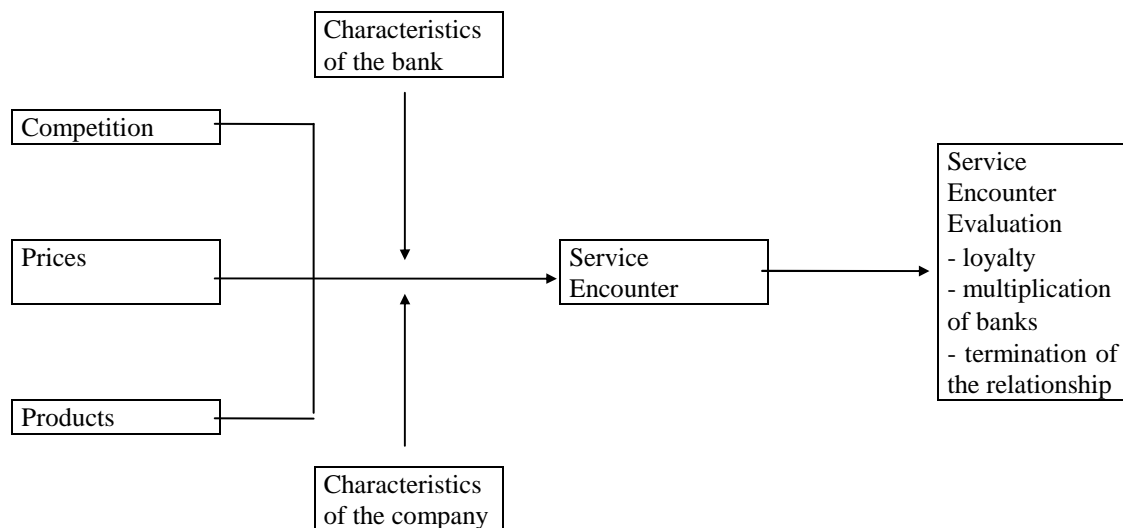 Characteristics
of the bank
Competition
Prices
Products
Characteristics
of the company
Service
Encounter
Service
Encounter
Evaluation
- loyalty
- multiplication
of banks
- termination of
the relationship